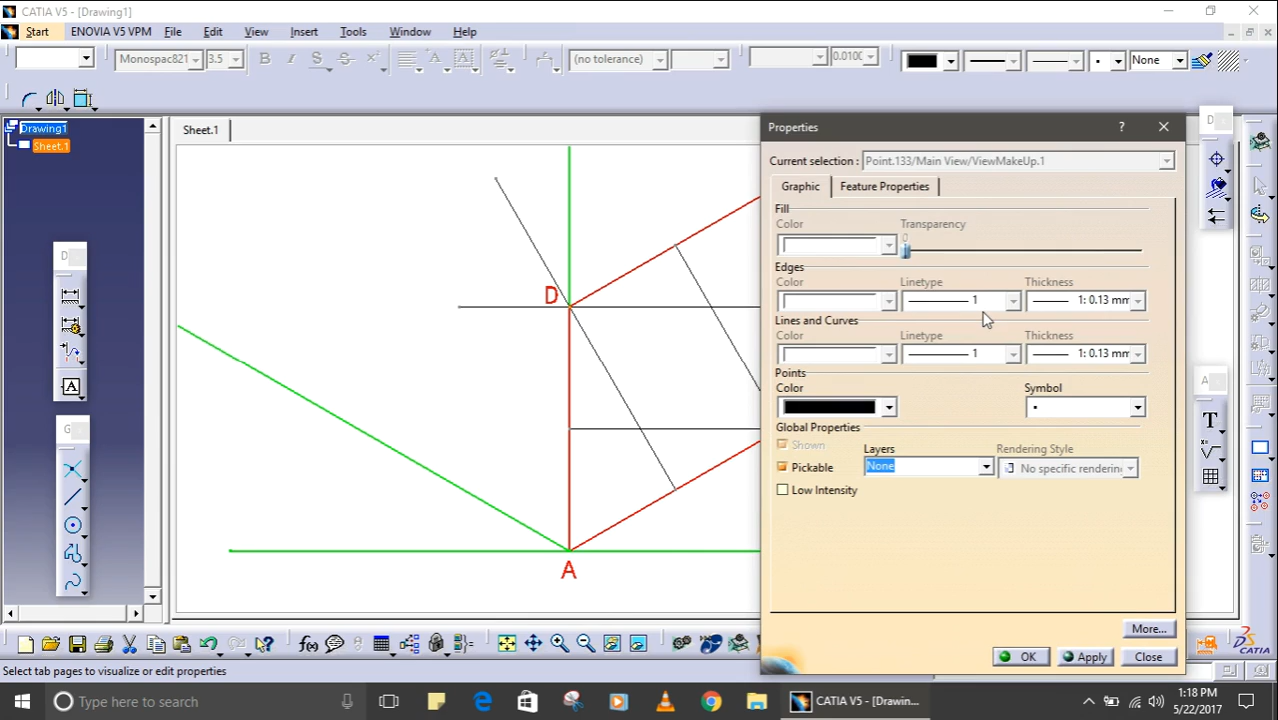 CATIA V5 - [Drawing1]
Start ENOVIA V5 VPM File Edit View Insert Tools Window Help
Monospac821 3.5 B I S S (no tolerance) 0.010 None
Drawing1
Sheet.1
Sheet.1
D
G
D
A
D
A
Properties ?
Current selection : Point.133/Main View/ViewMakeUp.1
Graphic Feature Properties
Fill
Color Transparency
0
Edges
Color Linetype Thickness
1 1: 0.13 mm
Lines and Curves
Color Linetype Thickness
1 1: 0.13 mm
Points
Color Symbol
Global Properties
Shown Layers Rendering Style
Pickable None No specific renderin
Low Intensity
More...
OK Apply Close
Select tab pages to visualize or edit properties
CATIA
Type here to search
CATIA V5 - [Drawin...
1:18 PM
5/22/2017